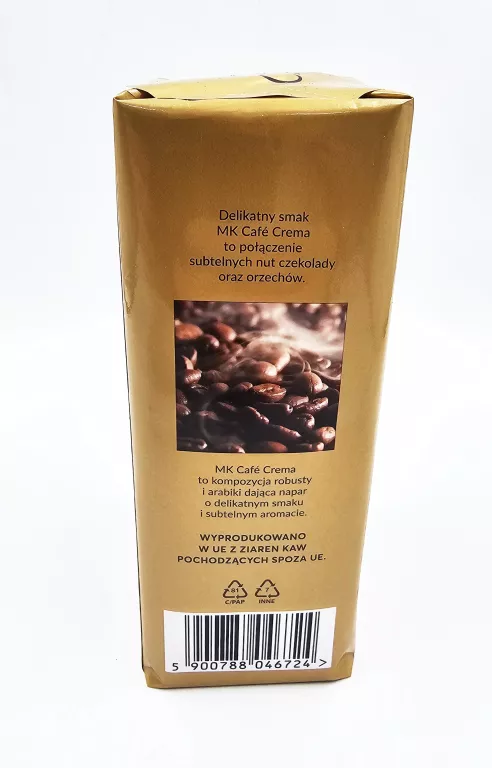 Delikatny smak
MK Café Crema
to połączenie
subtelnych nut czekolady
oraz orzechów.
MK Café Crema
to kompozycja robusty
i arabiki dająca napar
o delikatnym smaku
i subtelnym aromacie.
WYPRODUKOWANO
W UE Z ZIAREN KAW
POCHODZĄCYCH SPOZA UE.
81 7
C/PAP INNE
5 900788 046724 >